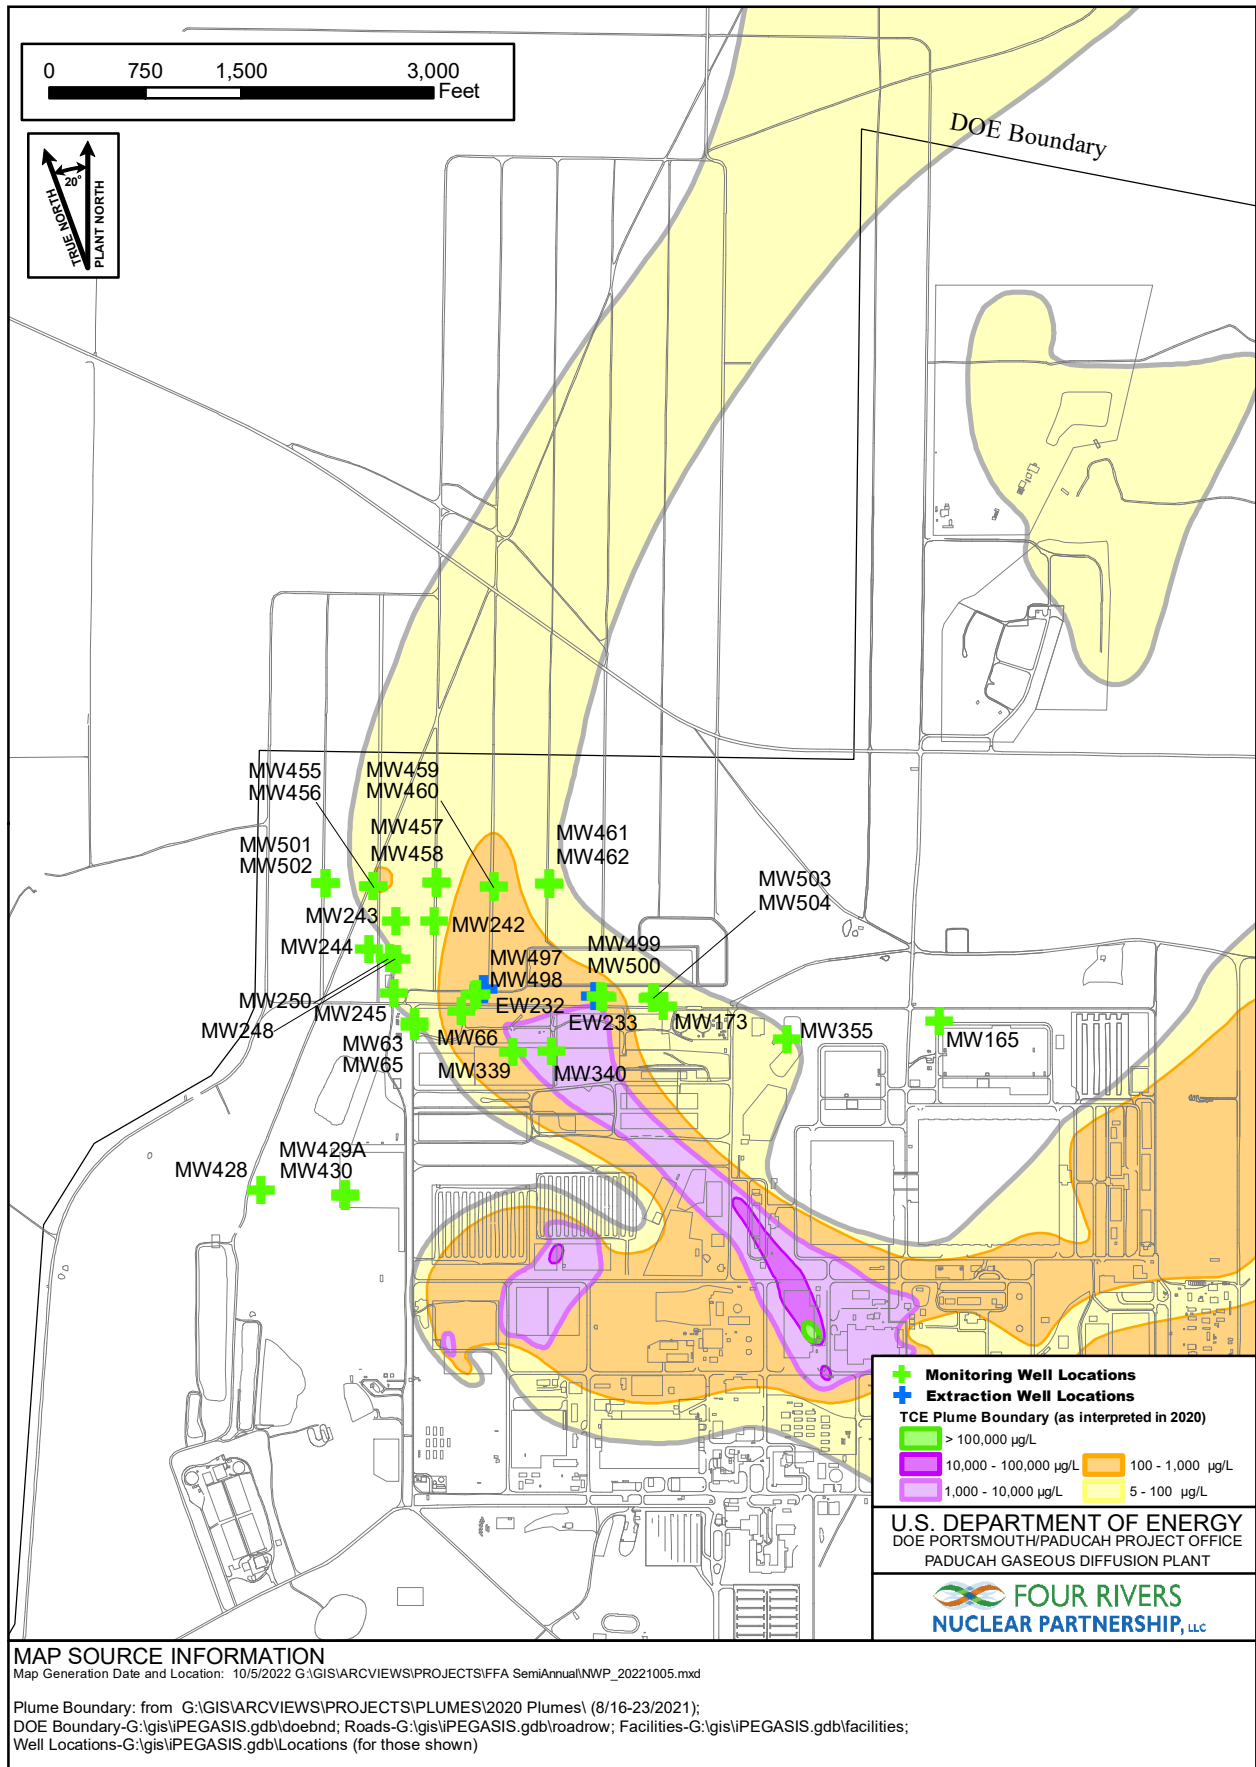 0 750 1,500 3,000
Feet
20°
TRUE NORTH
PLANT NORTH
DOE Boundary
MW455
MW456
MW459
MW460
MW457
MW458
MW501
MW502
MW461
MW462
MW503
MW504
MW243
MW242
MW244
MW499
MW500
MW497
MW498
MW250
MW248
MW245
EW232
EW233
MW173
MW63
MW65
MW66
MW339
MW340
MW355
MW165
MW429A
MW430
MW428
Monitoring Well Locations
Extraction Well Locations
TCE Plume Boundary (as interpreted in 2020)
> 100,000 µg/L
10,000 - 100,000 µg/L
100 - 1,000 µg/L
1,000 - 10,000 µg/L
5 - 100 µg/L
U.S. DEPARTMENT OF ENERGY
DOE PORTSMOUTH/PADUCAH PROJECT OFFICE
PADUCAH GASEOUS DIFFUSION PLANT
FOUR RIVERS
NUCLEAR PARTNERSHIP, LLC
MAP SOURCE INFORMATION
Map Generation Date and Location: 10/5/2022 G:\GIS\ARCVIEWS\PROJECTS\FFA SemiAnnual\NWP_20221005.mxd
Plume Boundary: from G:\GIS\ARCVIEWS\PROJECTS\PLUMES\2020 Plumes\ (8/16-23/2021);
DOE Boundary-G:\gis\iPEGASIS.gdb\doebnd; Roads-G:\gis\iPEGASIS.gdb\roadrow; Facilities-G:\gis\iPEGASIS.gdb\facilities;
Well Locations-G:\gis\iPEGASIS.gdb\Locations (for those shown)